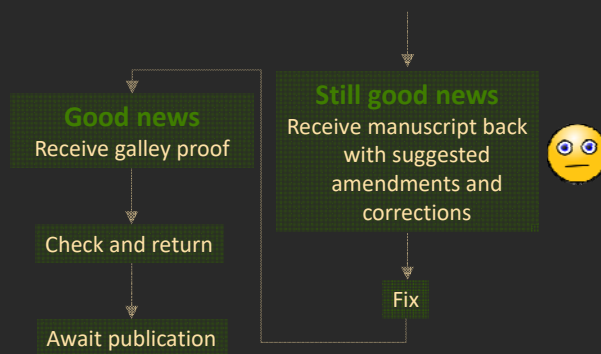 Good news
Receive galley proof
Check and return
Await publication
Still good news
Receive manuscript back
with suggested
amendments and
corrections
Fix